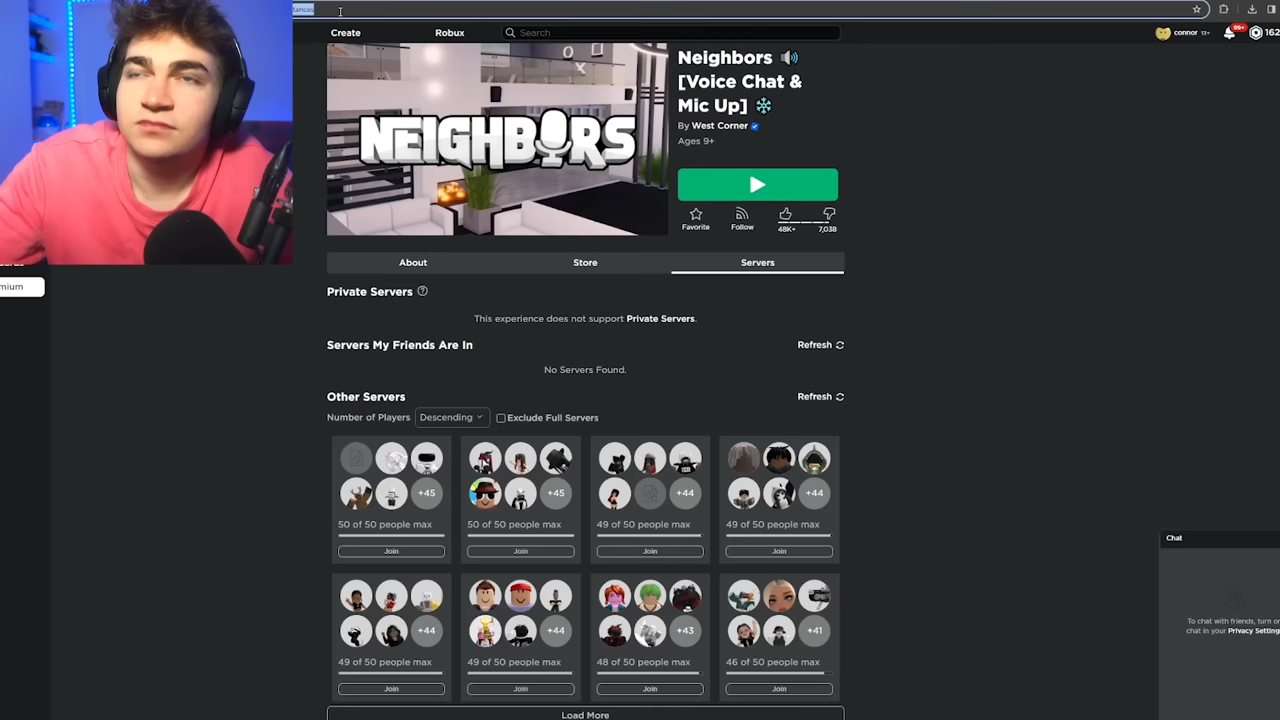 Create
Robux
Search
connor 13+
99+
162
NEIGHBORS
Neighbors
[Voice Chat &
Mic Up]
By West Corner
Ages 9+
Favorite
Follow
48K+
7,038
About
Store
Servers
mium
Private Servers
This experience does not support Private Servers.
Servers My Friends Are In
Refresh
No Servers Found.
Other Servers
Refresh
Number of Players
Descending
Exclude Full Servers
+45
+45
+44
+44
50 of 50 people max
50 of 50 people max
49 of 50 people max
49 of 50 people max
Join
Join
Join
Join
Chat
To chat with friends, turn on
chat in your Privacy Setting
+44
+44
+43
+41
49 of 50 people max
49 of 50 people max
48 of 50 people max
46 of 50 people max
Join
Join
Join
Join
Load More